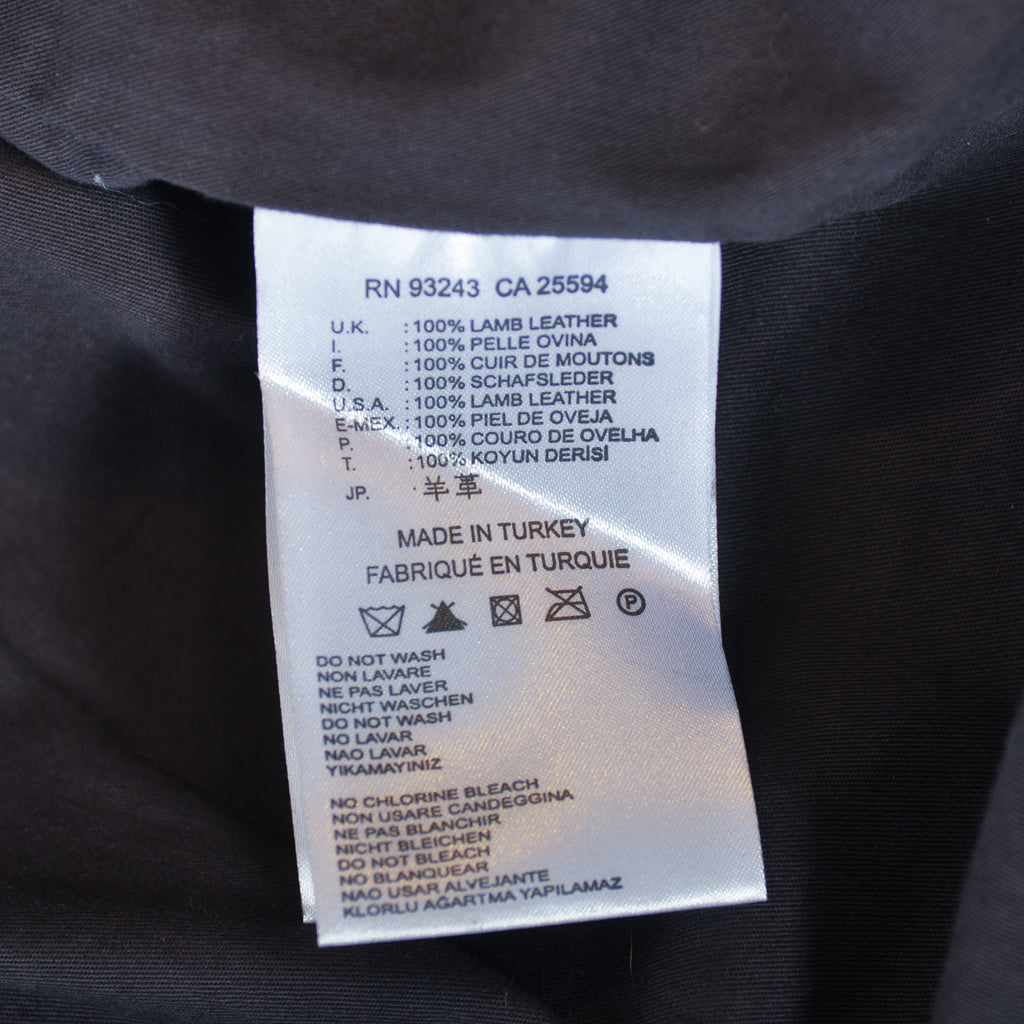 RN 93243 CA 25594
U.K. : 100% LAMB LEATHER
I. : 100% PELLE OVINA
F. : 100% CUIR DE MOUTONS
D. : 100% SCHAFSLEDER
U.S.A. : 100% LAMB LEATHER
E-MEX. : 100% PIEL DE OVEJA
P. : 100% COURO DE OVELHA
T. : 100% KOYUN DERİSİ
JP. : 羊革
MADE IN TURKEY
FABRIQUÉ EN TURQUIE
P
DO NOT WASH
NON LAVARE
NE PAS LAVER
NICHT WASCHEN
DO NOT WASH
NO LAVAR
NAO LAVAR
YIKAMAYINIZ
NO CHLORINE BLEACH
NON USARE CANDEGGINA
NE PAS BLANCHIR
NICHT BLEICHEN
DO NOT BLEACH
NO BLANQUEAR
NAO USAR ALVEJANTE
KLORLU AĞARTMA YAPILAMAZ